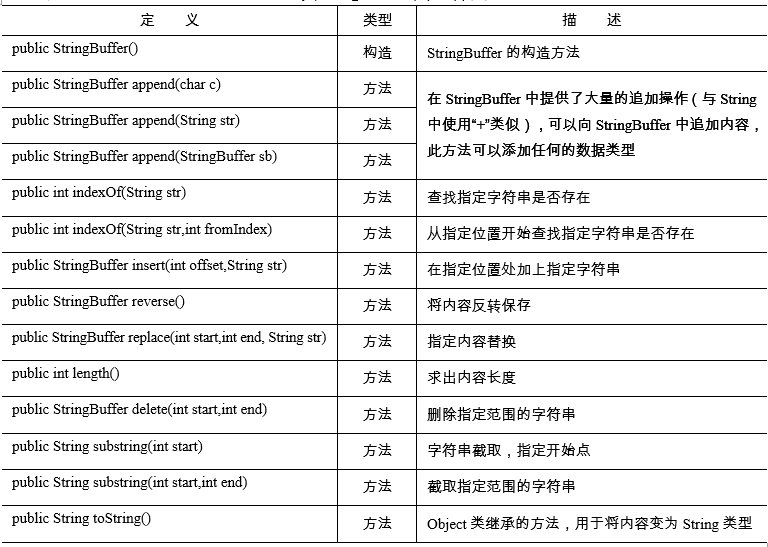 定 义 类型 描 述
public StringBuffer() 构造 StringBuffer 的构造方法
public StringBuffer append(char c) 方法
public StringBuffer append(String str) 方法
public StringBuffer append(StringBuffer sb) 方法
在 StringBuffer 中提供了大量的追加操作（与 String
中使用“+”类似），可以向 StringBuffer 中追加内容，
此方法可以添加任何的数据类型
public int indexOf(String str) 方法 查找指定字符串是否存在
public int indexOf(String str,int fromIndex) 方法 从指定位置开始查找指定字符串是否存在
public StringBuffer insert(int offset,String str) 方法 在指定位置处加上指定字符串
public StringBuffer reverse() 方法 将内容反转保存
public StringBuffer replace(int start,int end, String str) 方法 指定内容替换
public int length() 方法 求出内容长度
public StringBuffer delete(int start,int end) 方法 删除指定范围的字符串
public String substring(int start) 方法 字符串截取，指定开始点
public String substring(int start,int end) 方法 截取指定范围的字符串
public String toString() 方法 Object 类继承的方法，用于将内容变为 String 类型